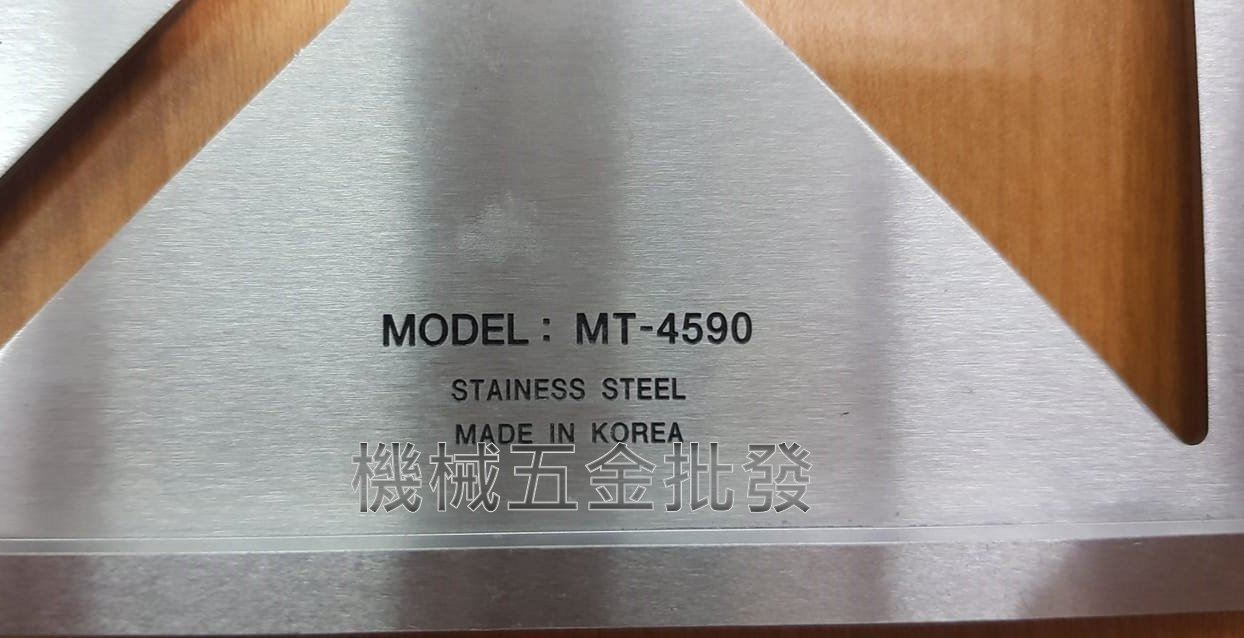 MODEL : MT-4590
STAINESS STEEL
MADE IN KOREA
機械五金批發